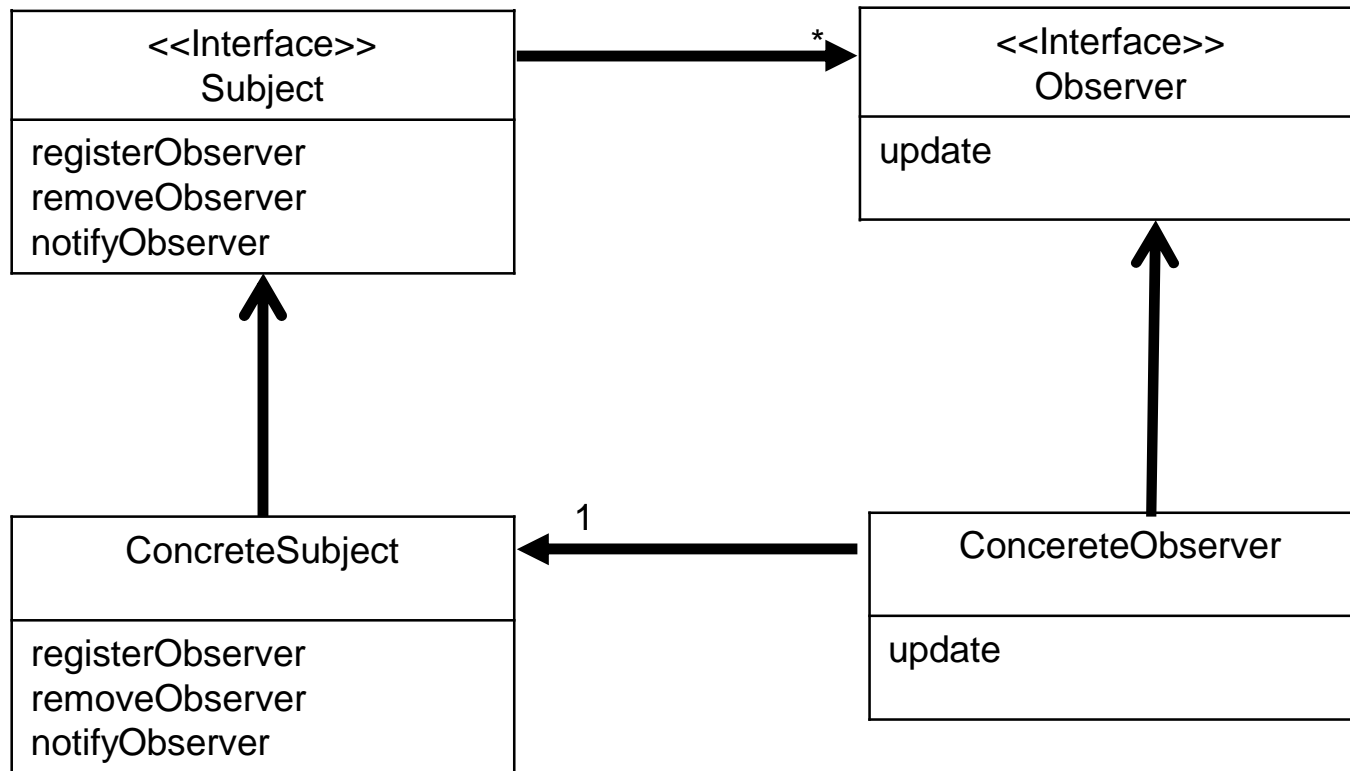 <<Interface>>
Subject
registerObserver
removeObserver
notifyObserver
*
<<Interface>>
Observer
update
ConcreteSubject
registerObserver
removeObserver
notifyObserver
1
ConcereteObserver
update